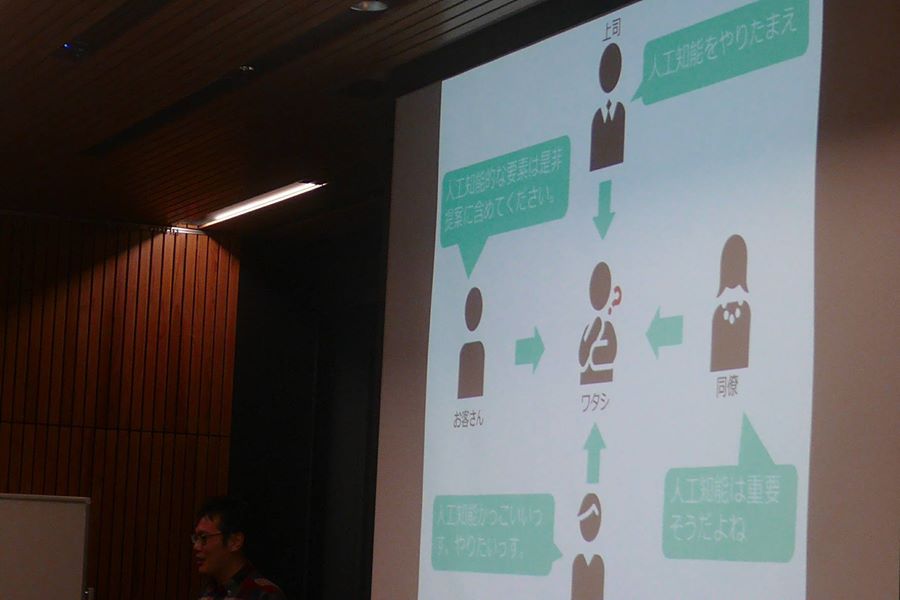 上司
人工知能をやりたまえ
人工知能的な要素は是非
提案に含めてください。
?
お客さん
ワタシ
同僚
人工知能かっこいいっ
す。やりたいっす。
人工知能は重要
そうだよね